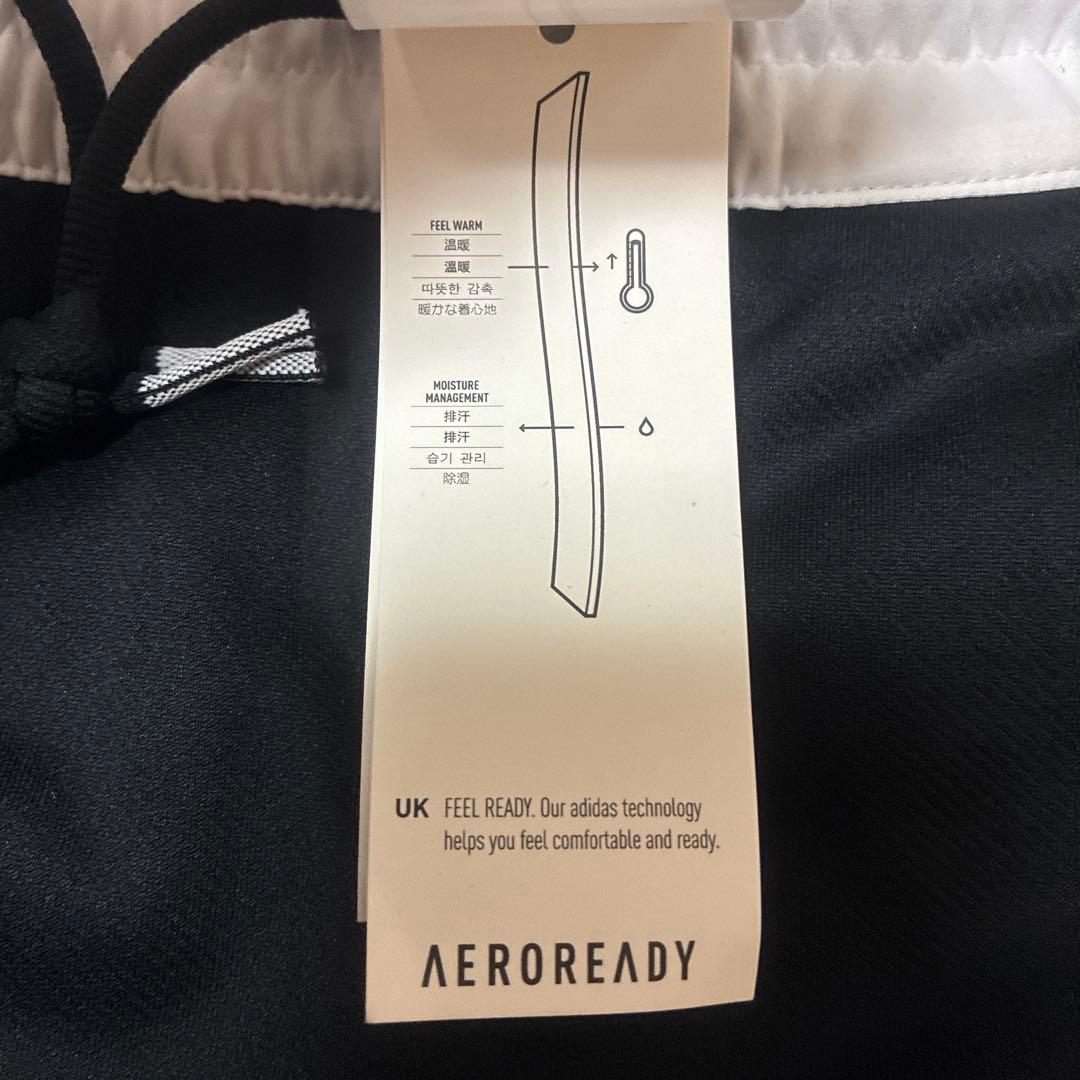 FEEL WARM
温暖
溫暖
따뜻한 감촉
暖かな着心地
MOISTURE
MANAGEMENT
排汗
排汗
습기 관리
除湿
UK FEEL READY. Our adidas technology
helps you feel comfortable and ready.
AEROREADY